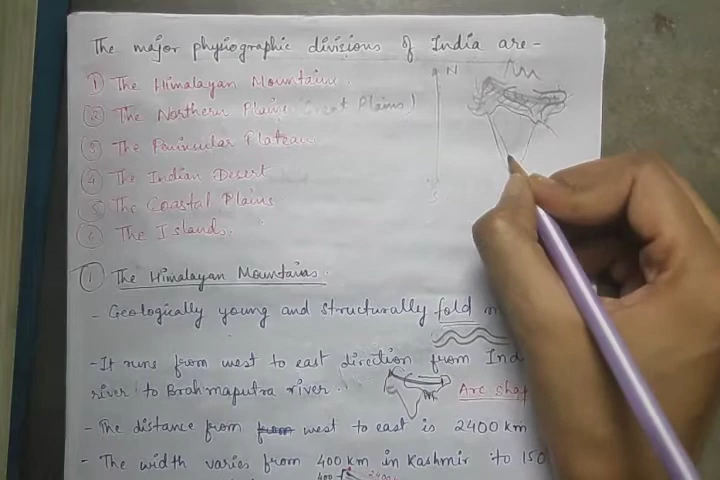 The major physiographic divisions of India are -
① The Himalayan Mountains.
② The Northern Plains (Great Plains)
③ The Peninsular Plateau
④ The Indian Desert
⑤ The Coastal Plains
⑥ The Islands.
N
S
① The Himalayan Mountains.
- Geologically young and structurally fold
- It runs from west to east direction from Ind
river to Brahmaputra river.
Arc shap
- The distance from west to east is 2400 km
- The width varies from 400 km in Kashmir to 150
400